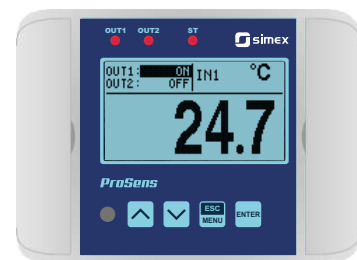 OUT1 OUT2 ST
simex
OUT1: ON IN1 °C
OUT2: OFF
24.7
ProSens
ESC
MENU
ENTER